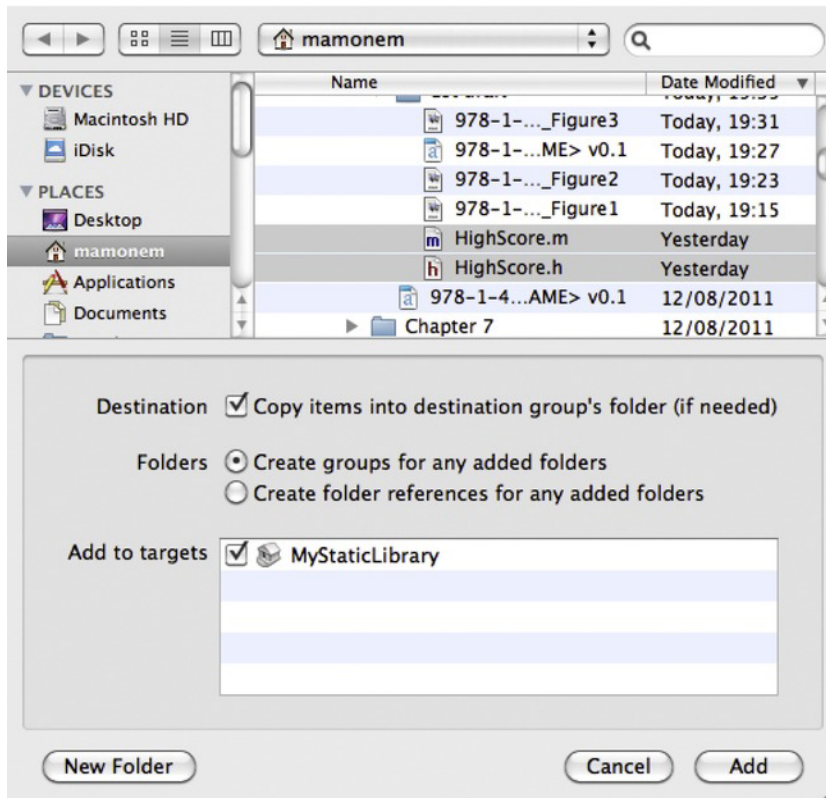 mamonem
Name Date Modified
DEVICES
Macintosh HD
iDisk
PLACES
Desktop
mamonem
Applications
Documents
978-1-..._Figure3 Today, 19:31
978-1-...ME> v0.1 Today, 19:27
978-1-..._Figure2 Today, 19:23
978-1-..._Figure1 Today, 19:15
HighScore.m Yesterday
HighScore.h Yesterday
978-1-4...AME> v0.1 12/08/2011
Chapter 7 12/08/2011
Destination Copy items into destination group's folder (if needed)
Folders Create groups for any added folders
Create folder references for any added folders
Add to targets MyStaticLibrary
New Folder Cancel Add